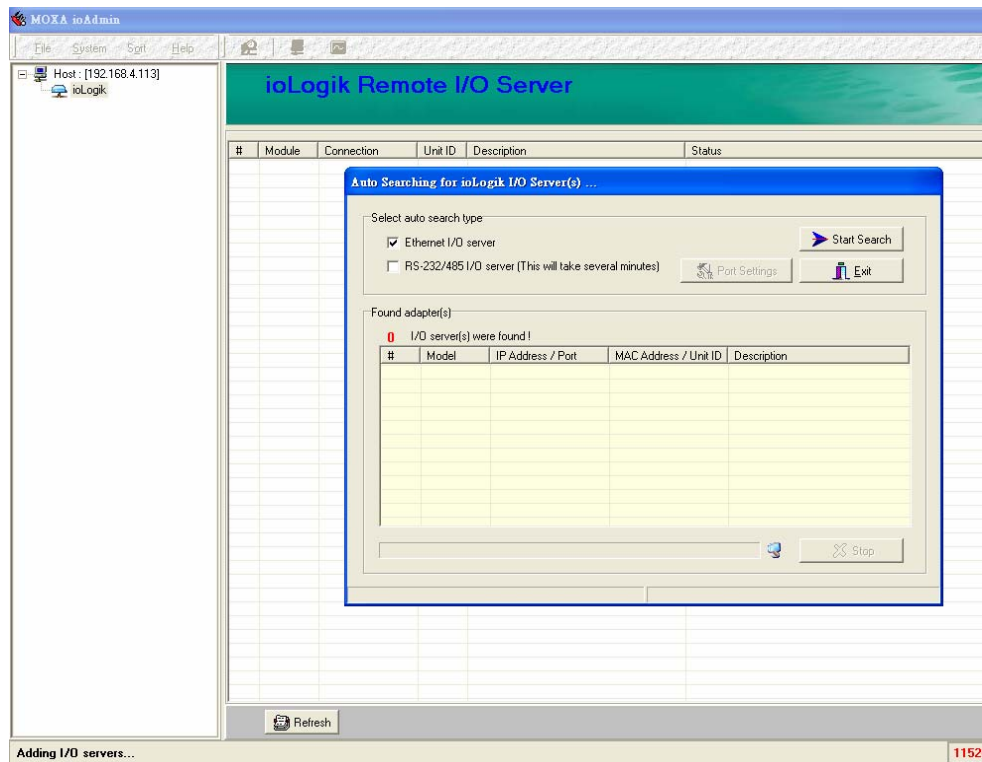 MOXA ioAdmin
File System Sort Help
Host : [192.168.4.113]
ioLogik
ioLogik Remote I/O Server
# Module Connection Unit ID Description Status
Auto Searching for ioLogik I/O Server(s) ...
Select auto search type
Ethernet I/O server
Start Search
RS-232/485 I/O server (This will take several minutes)
Port Settings
Exit
Found adapter(s)
0 I/O server(s) were found !
# Model IP Address / Port MAC Address / Unit ID Description
Stop
Refresh
Adding I/O servers...
1152